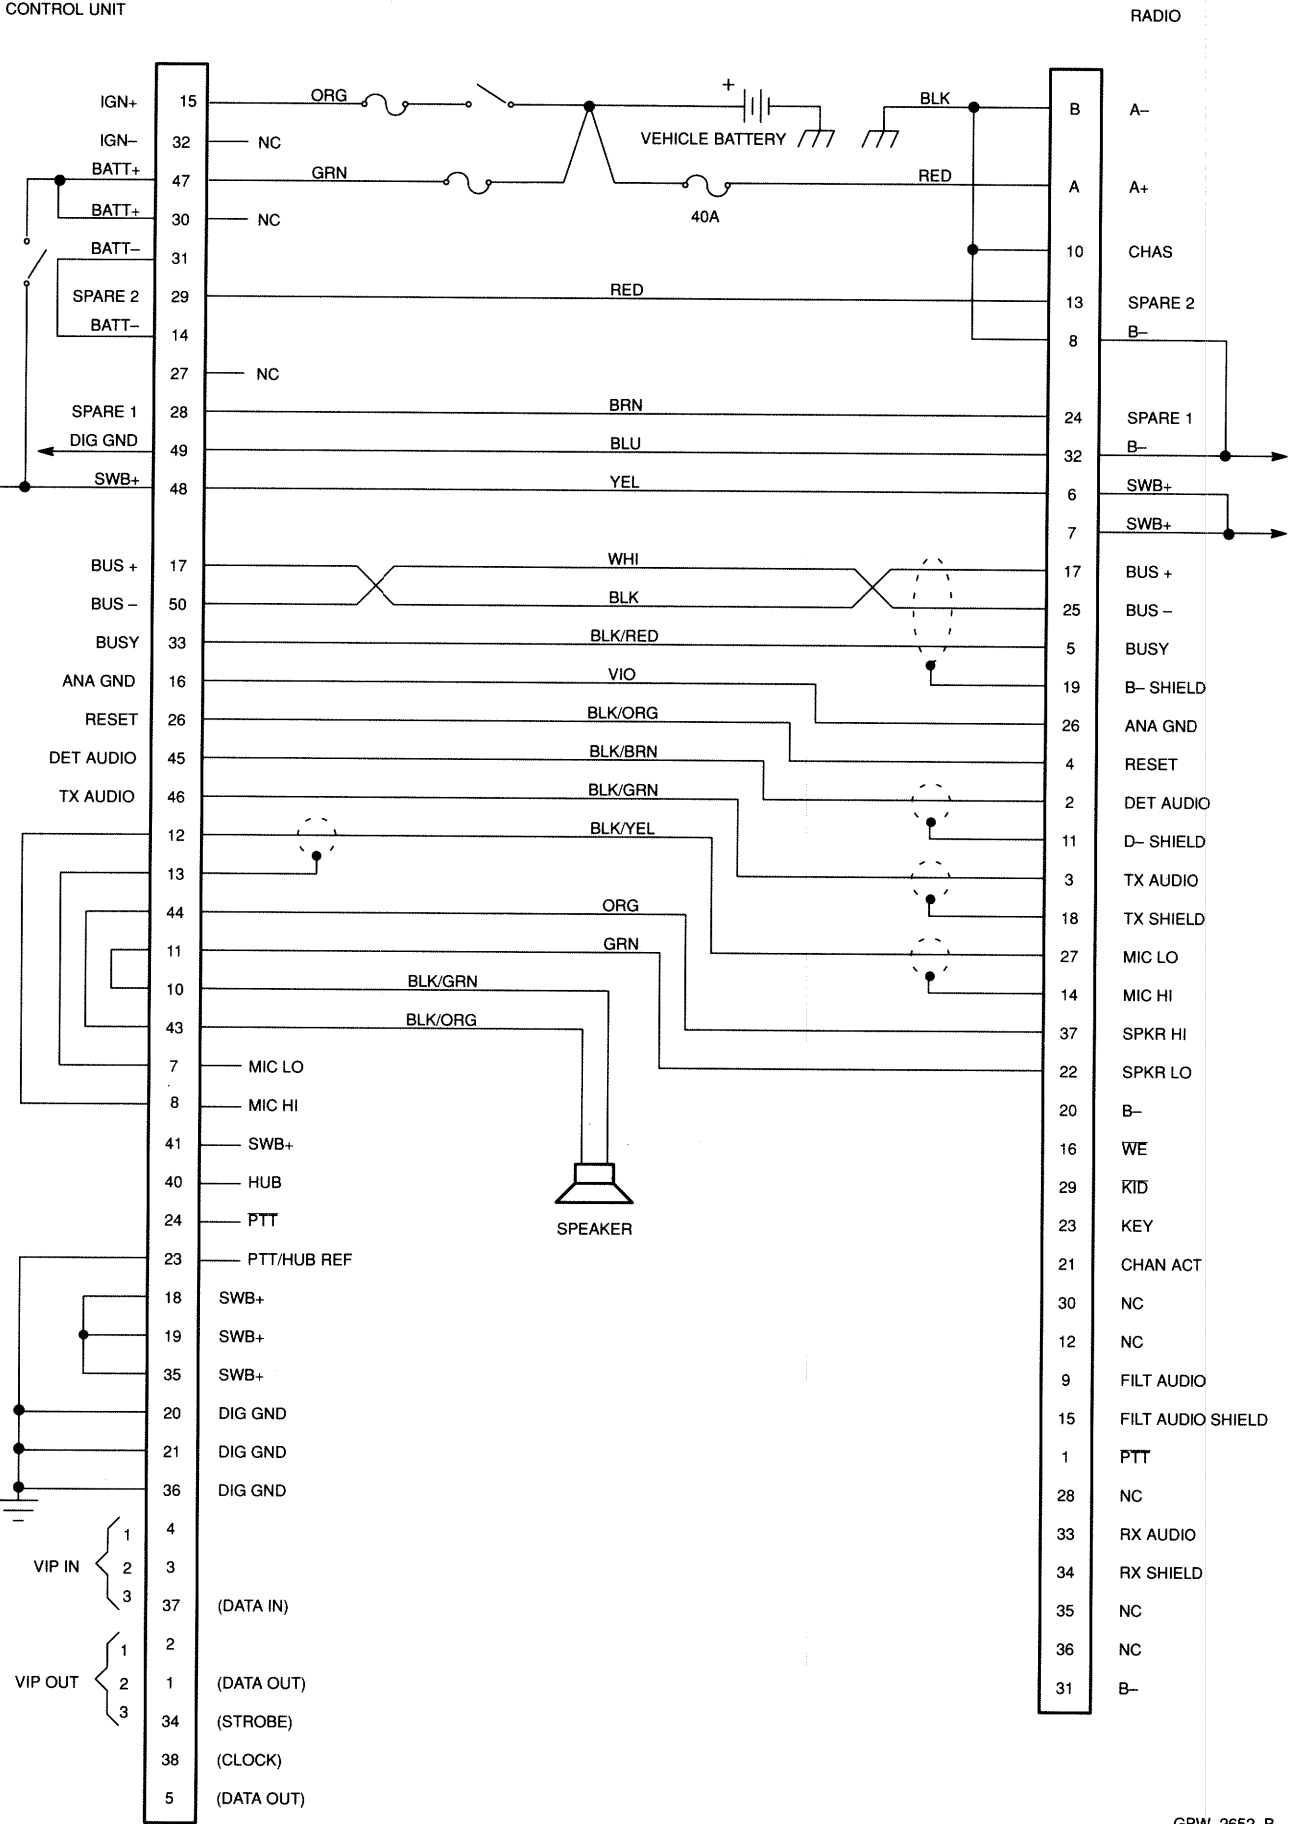 CONTROL UNIT
RADIO
IGN+ 15 ORG + BLK B A–
IGN– 32 NC VEHICLE BATTERY
BATT+ 47 GRN RED A A+
BATT+ 30 NC 40A
BATT– 31 10 CHAS
SPARE 2 29 RED 13 SPARE 2
BATT– 14 8 B–
27 NC
SPARE 1 28 BRN 24 SPARE 1
DIG GND 49 BLU 32 B–
SWB+ 48 YEL 6 SWB+
7 SWB+
BUS + 17 WHI 17 BUS +
BUS – 50 BLK 25 BUS –
BUSY 33 BLK/RED 5 BUSY
ANA GND 16 VIO 19 B– SHIELD
RESET 26 BLK/ORG 26 ANA GND
DET AUDIO 45 BLK/BRN 4 RESET
TX AUDIO 46 BLK/GRN 2 DET AUDIO
12 BLK/YEL 11 D– SHIELD
13 3 TX AUDIO
44 ORG 18 TX SHIELD
11 GRN 27 MIC LO
10 BLK/GRN 14 MIC HI
43 BLK/ORG 37 SPKR HI
7 MIC LO 22 SPKR LO
8 MIC HI 20 B–
41 SWB+ 16 WE
40 HUB 29 KID
24 PTT SPEAKER 23 KEY
23 PTT/HUB REF 21 CHAN ACT
18 SWB+ 30 NC
19 SWB+ 12 NC
35 SWB+ 9 FILT AUDIO
20 DIG GND 15 FILT AUDIO SHIELD
21 DIG GND 1 PTT
36 DIG GND 28 NC
1 4 33 RX AUDIO
VIP IN 2 3 34 RX SHIELD
3 37 (DATA IN) 35 NC
1 2 36 NC
VIP OUT 2 1 (DATA OUT) 31 B–
3 34 (STROBE)
38 (CLOCK)
5 (DATA OUT)